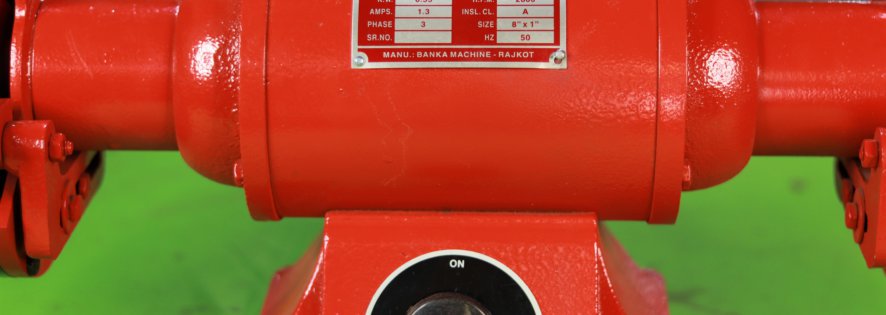 AMPS. 1.3 INSL. CL. A
PHASE 3 SIZE 8" x 1"
SR.NO. HZ 50
MANU.: BANKA MACHINE - RAJKOT
ON